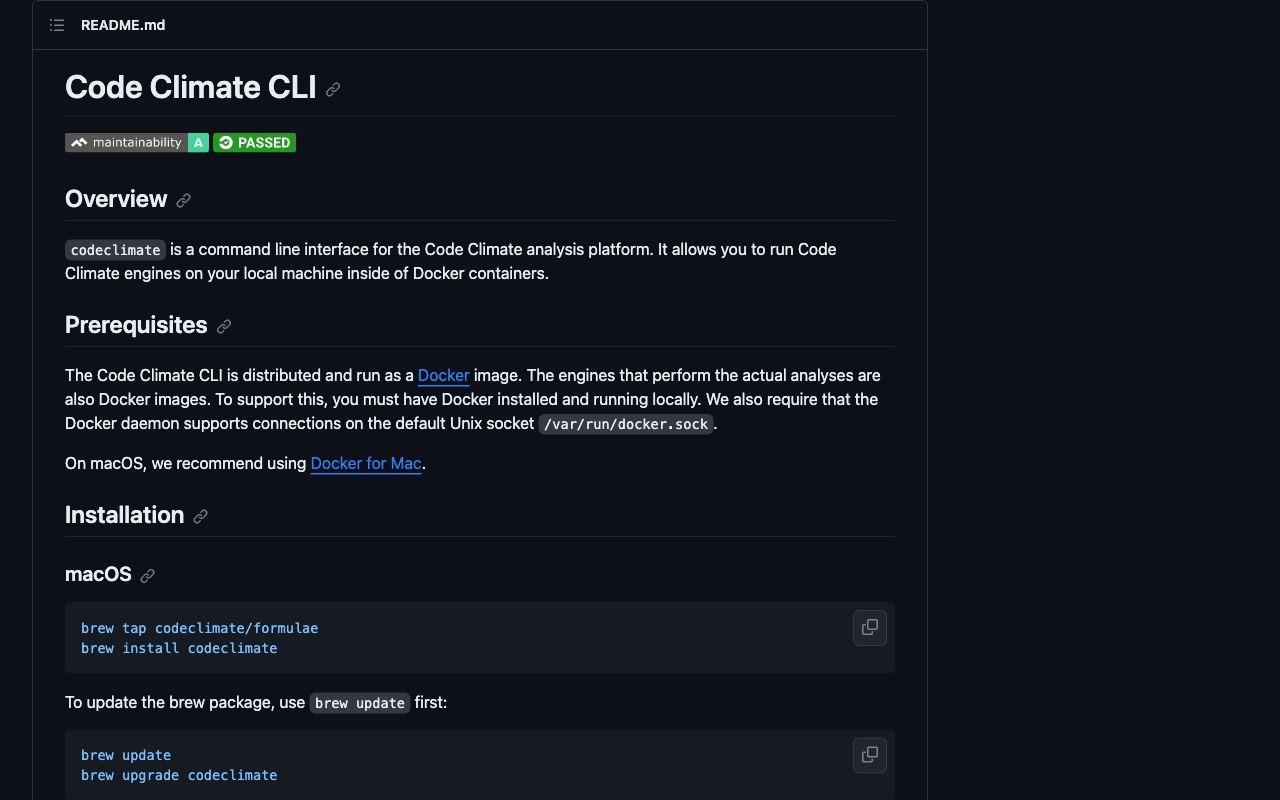 README.md
Code Climate CLI
maintainability A PASSED
Overview
codeclimate is a command line interface for the Code Climate analysis platform. It allows you to run Code
Climate engines on your local machine inside of Docker containers.
Prerequisites
The Code Climate CLI is distributed and run as a Docker image. The engines that perform the actual analyses are
also Docker images. To support this, you must have Docker installed and running locally. We also require that the
Docker daemon supports connections on the default Unix socket /var/run/docker.sock.
On macOS, we recommend using Docker for Mac.
Installation
macOS
brew tap codeclimate/formulae
brew install codeclimate
To update the brew package, use brew update first:
brew update
brew upgrade codeclimate